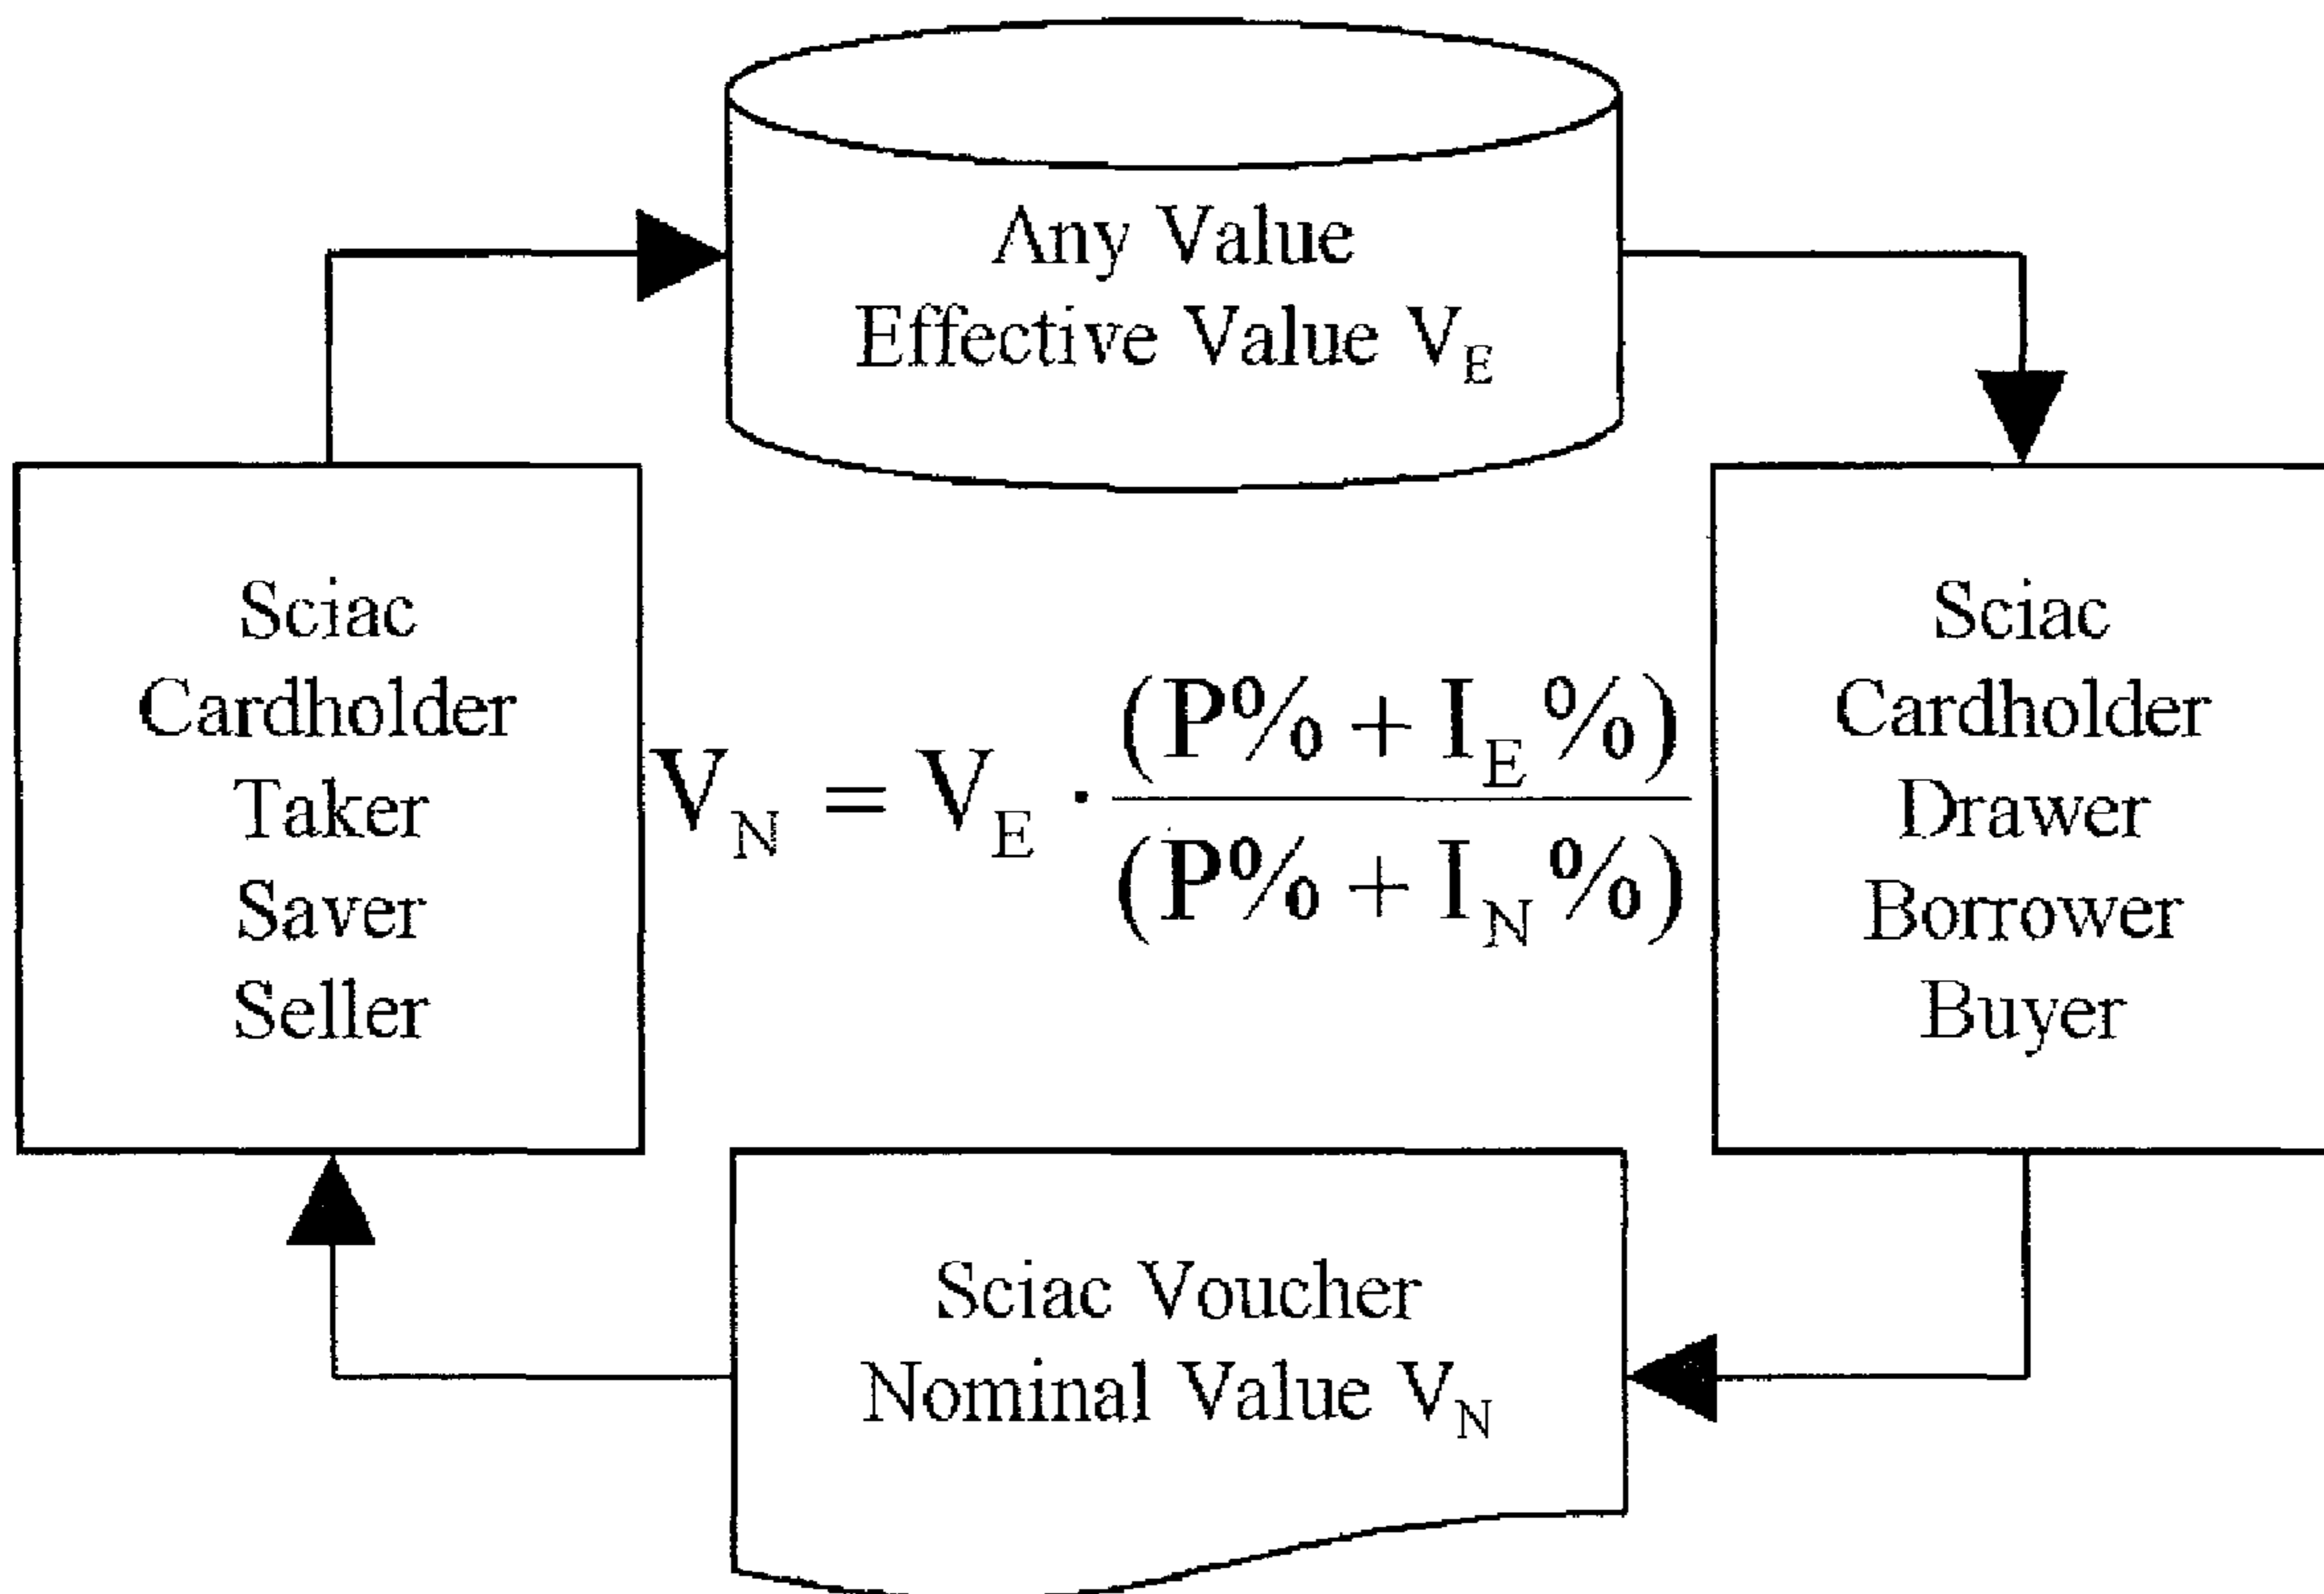 Any Value
Effective Value V_E
Sciac
Cardholder
Taker
Saver
Seller
V_N = V_E · (P% + I_E %) / (P% + I_N %)
Sciac
Cardholder
Drawer
Borrower
Buyer
Sciac Voucher
Nominal Value V_N